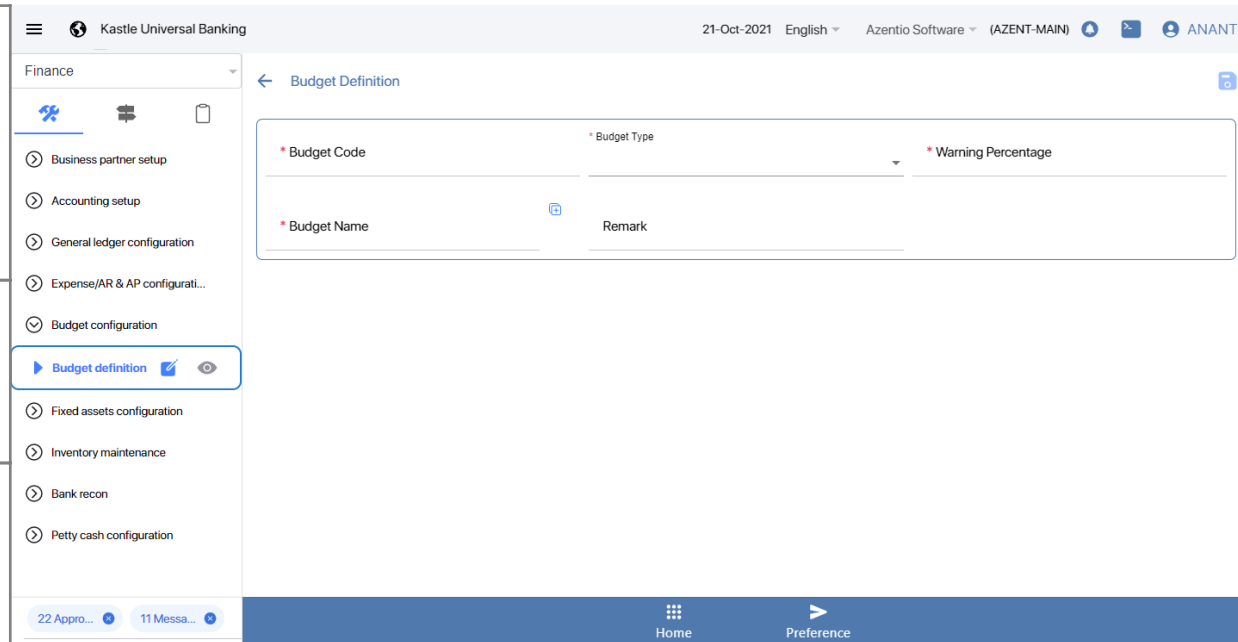 Kastle Universal Banking
21-Oct-2021 English Azentio Software (AZENT-MAIN) ANANT
Finance
Budget Definition
Business partner setup
Accounting setup
General ledger configuration
Expense/AR & AP configurati...
Budget configuration
Budget definition
Fixed assets configuration
Inventory maintenance
Bank recon
Petty cash configuration
* Budget Code
* Budget Type
* Warning Percentage
* Budget Name
Remark
22 Appro...
11 Messa...
Home
Preference